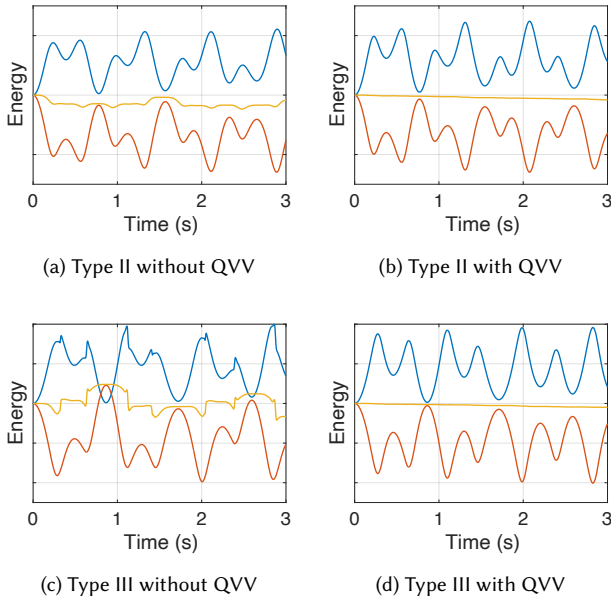 Energy
Energy
0 1 2 3
0 1 2 3
Time (s)
Time (s)
(a) Type II without QVV
(b) Type II with QVV
Energy
Energy
0 1 2 3
0 1 2 3
Time (s)
Time (s)
(c) Type III without QVV
(d) Type III with QVV